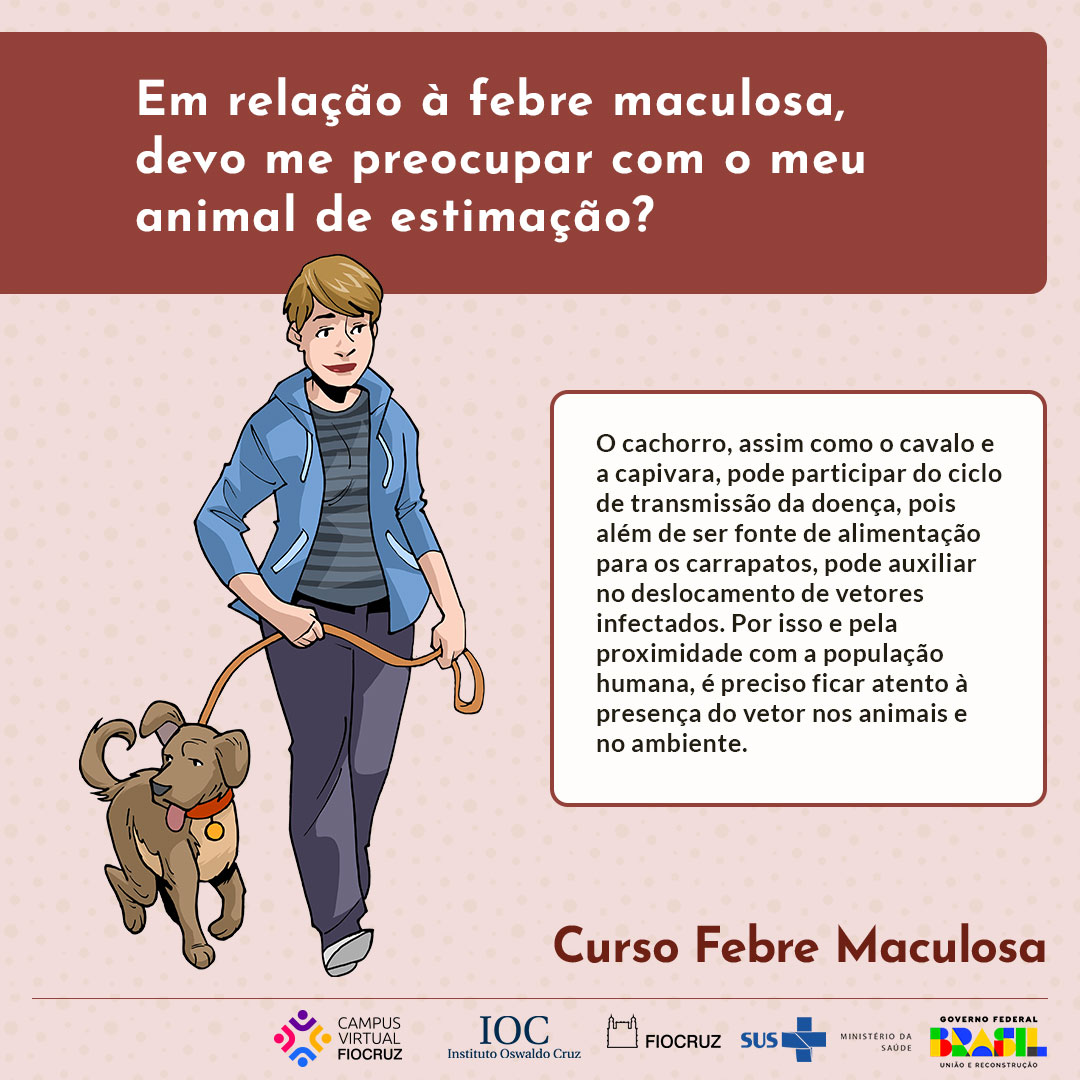 Em relação à febre maculosa,
devo me preocupar com o meu
animal de estimação?
O cachorro, assim como o cavalo e
a capivara, pode participar do ciclo
de transmissão da doença, pois
além de ser fonte de alimentação
para os carrapatos, pode auxiliar
no deslocamento de vetores
infectados. Por isso e pela
proximidade com a população
humana, é preciso ficar atento à
presença do vetor nos animais e
no ambiente.
Curso Febre Maculosa
CAMPUS
VIRTUAL
FIOCRUZ
IOC
Instituto Oswaldo Cruz
FIOCRUZ
SUS
MINISTÉRIO DA
SAÚDE
GOVERNO FEDERAL
BRASIL
UNIÃO E RECONSTRUÇÃO